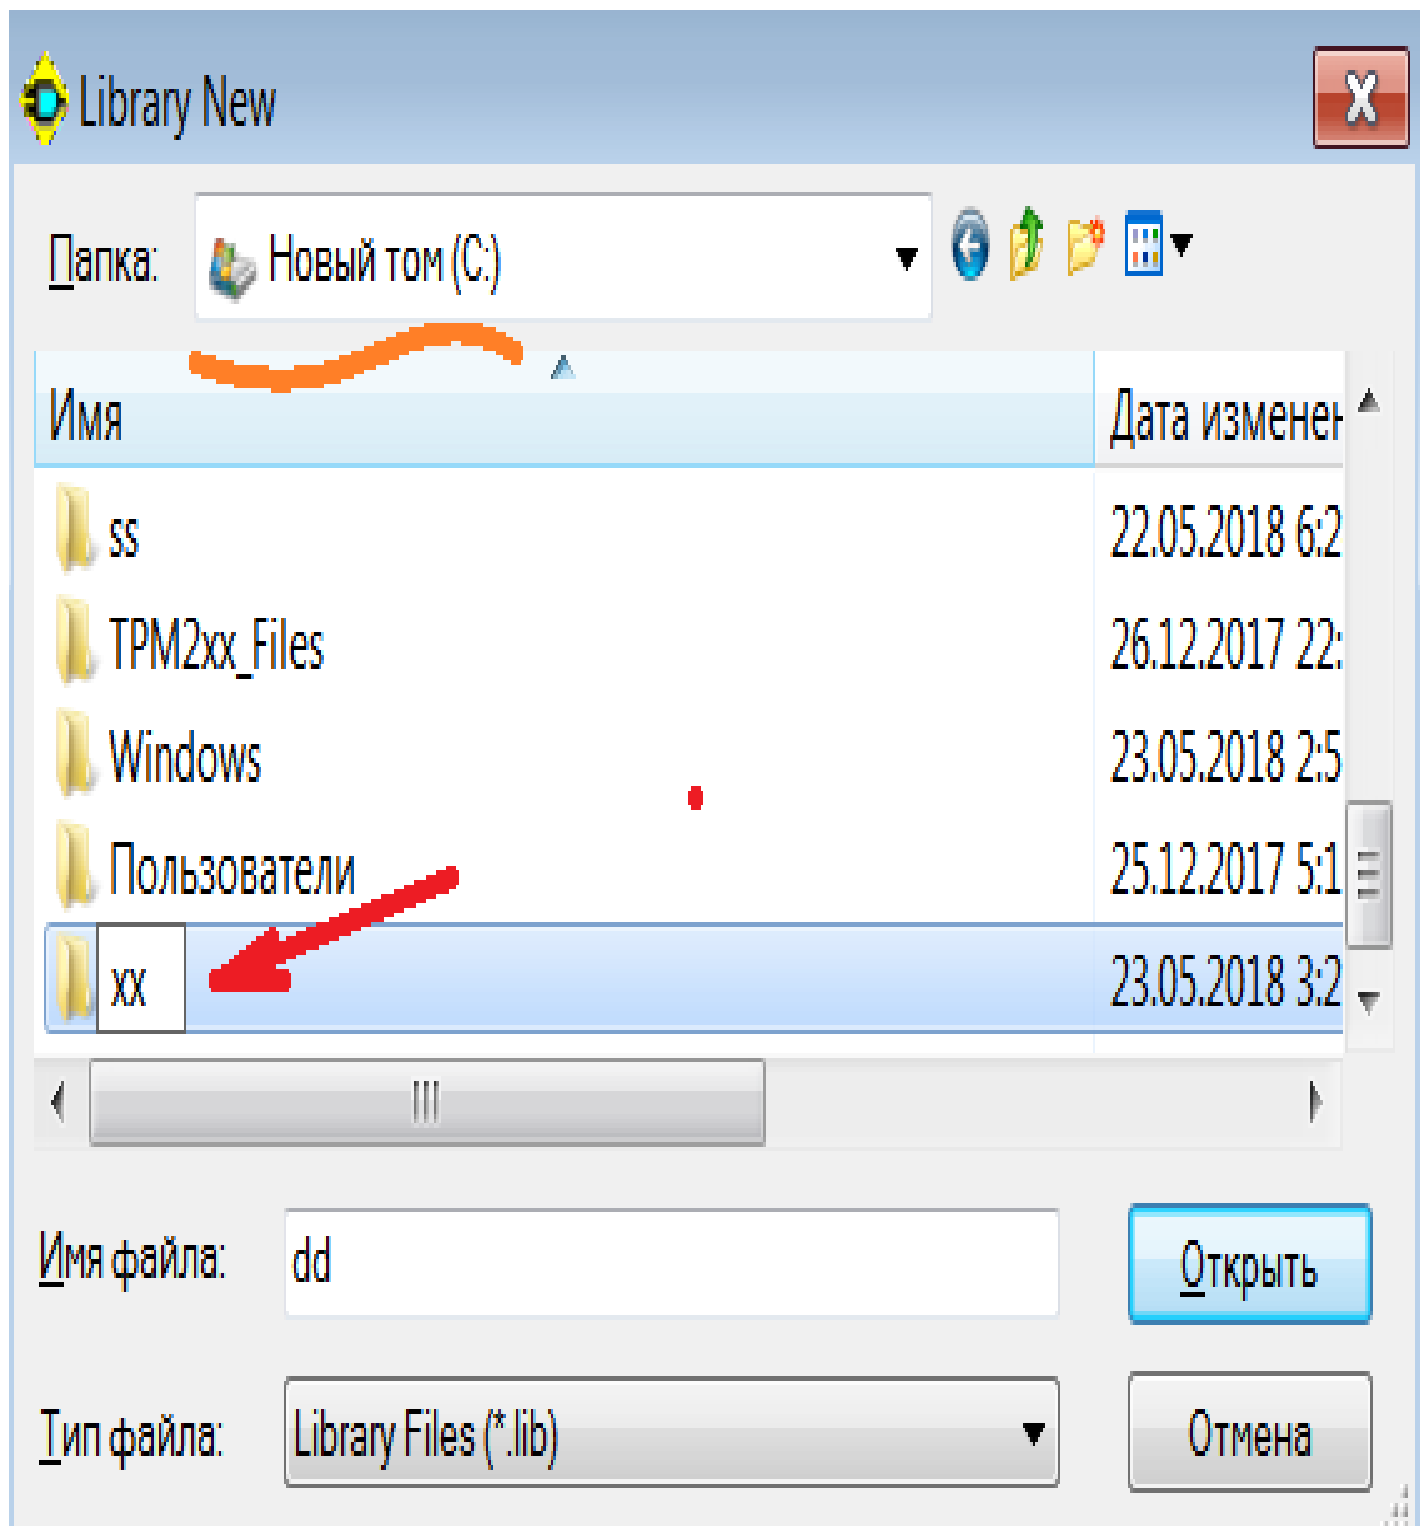 Library New
Папка: Новый том (C:)
Имя Дата изменен
ss 22.05.2018 6:2
TPM2xx_Files 26.12.2017 22:
Windows 23.05.2018 2:5
Пользователи 25.12.2017 5:1
xx 23.05.2018 3:2
Имя файла: dd Открыть
Тип файла: Library Files (*.lib) Отмена